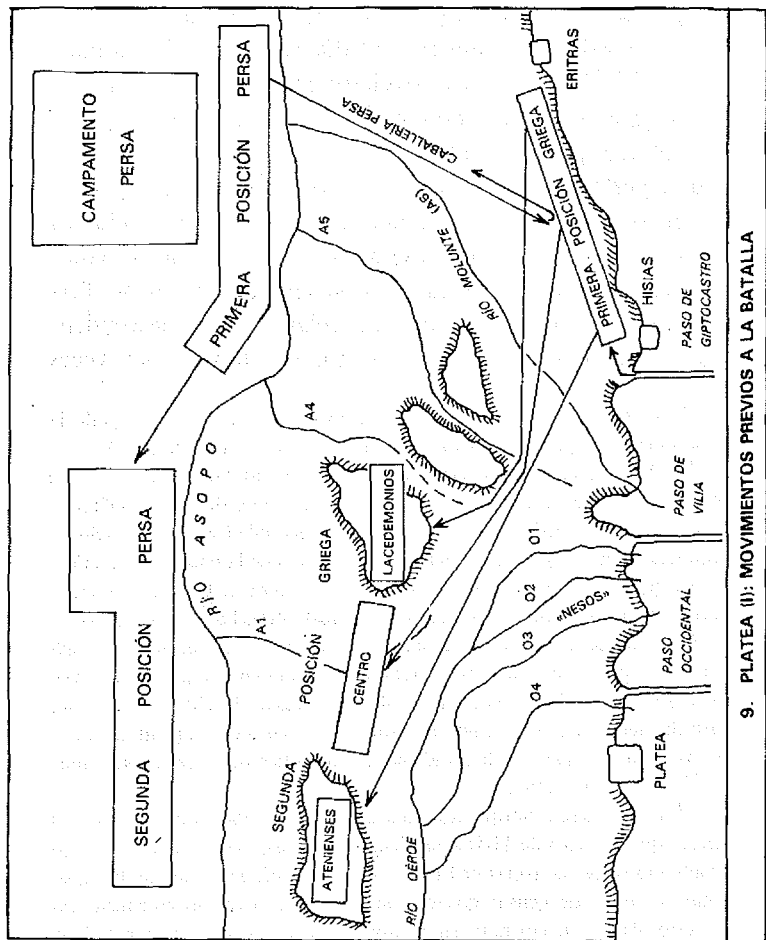 CAMPAMENTO
PERSA
PRIMERA POSICIÓN PERSA
SEGUNDA POSICIÓN PERSA
RÍO ASOPO
CABALLERÍA PERSA
A5
RÍO MOLUNTE (A6)
A4
A1
GRIEGA
LACEDEMONIOS
POSICIÓN
CENTRO
SEGUNDA
ATENIENSES
PRIMERA POSICIÓN GRIEGA
ERITRAS
HISIAS
PASO DE
GIPTOCASTRO
PASO DE
VILIA
O1
O2
«NESOS»
O3
O4
PASO
OCCIDENTAL
RÍO OÉROE
PLATEA
9. PLATEA (I): MOVIMIENTOS PREVIOS A LA BATALLA